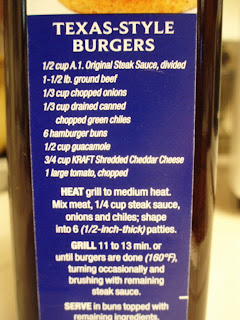 TEXAS-STYLE
BURGERS
1/2 cup A.1. Original Steak Sauce, divided
1-1/2 lb. ground beef
1/3 cup chopped onions
1/3 cup drained canned
chopped green chiles
6 hamburger buns
1/2 cup guacamole
3/4 cup KRAFT Shredded Cheddar Cheese
1 large tomato, chopped
HEAT grill to medium heat.
Mix meat, 1/4 cup steak sauce,
onions and chiles; shape
into 6 (1/2-inch-thick) patties.
GRILL 11 to 13 min. or
until burgers are done (160°F),
turning occasionally and
brushing with remaining
steak sauce.
SERVE in buns topped with
remaining ingredients.